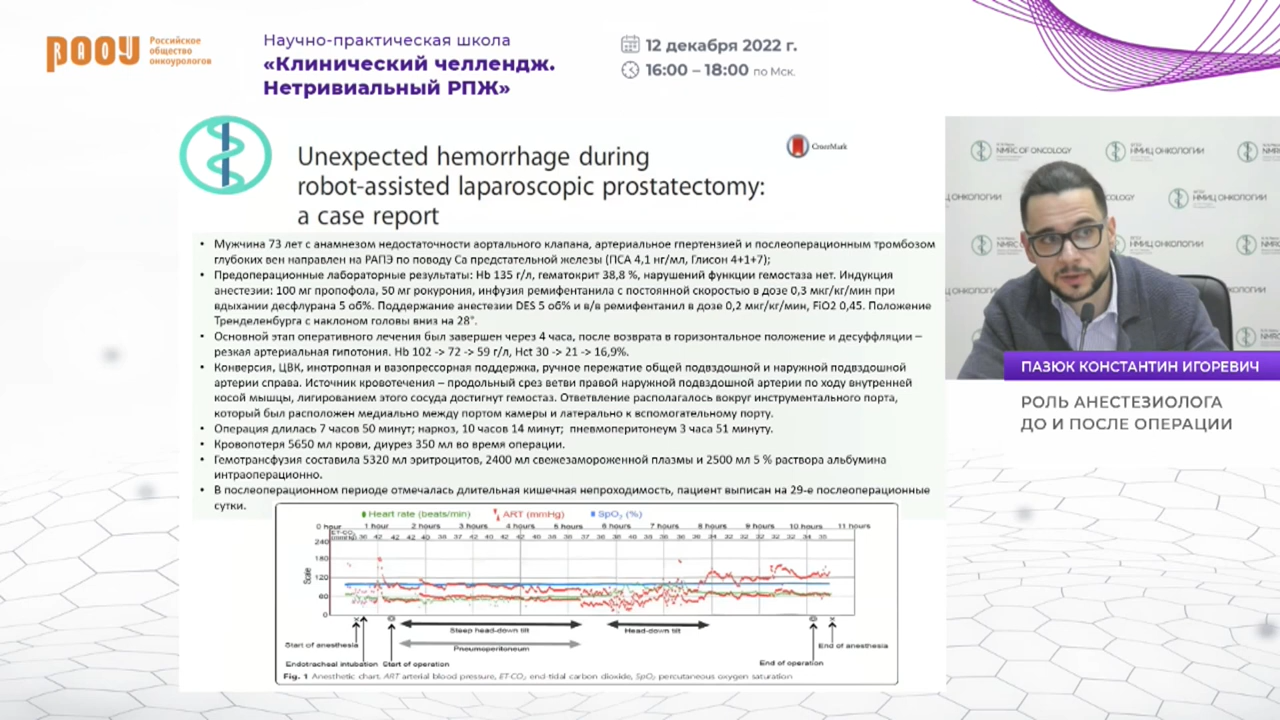 РАОУ
Российское
общество
онкоурологов
Научно-практическая школа
«Клинический челлендж.
Нетривиальный РПЖ»
12 декабря 2022 г.
16:00 – 18:00 по Мск.
Unexpected hemorrhage during
robot-assisted laparoscopic prostatectomy:
a case report
CrossMark
• Мужчина 73 лет с анамнезом недостаточности аортального клапана, артериальное гпертензией и послеоперационным тромбозом
глубоких вен направлен на РАПЭ по поводу Са предстательной железы (ПСА 4,1 нг/мл, Глисон 4+1+7);
• Предоперационные лабораторные результаты: Hb 135 г/л, гематокрит 38,8 %, нарушений функции гемостаза нет. Индукция
анестезии: 100 мг пропофола, 50 мг рокурония, инфузия ремифентанила с постоянной скоростью в дозе 0,3 мкг/кг/мин при
вдыхании десфлурана 5 об%. Поддержание анестезии DES 5 об% и в/в ремифентанил в дозе 0,2 мкг/кг/мин, FiO2 0,45. Положение
Тренделенбурга с наклоном головы вниз на 28°.
• Основной этап оперативного лечения был завершен через 4 часа, после возврата в горизонтальное положение и десуффляции –
резкая артериальная гипотония. Hb 102 -> 72 -> 59 г/л, Hct 30 -> 21 -> 16,9%.
• Конверсия, ЦВК, инотропная и вазопрессорная поддержка, ручное пережатие общей подвздошной и наружной подвздошной
артерии справа. Источник кровотечения – продольный срез ветви правой наружной подвздошной артерии по ходу внутренней
косой мышцы, лигированием этого сосуда достигнут гемостаз. Ответвление располагалось вокруг инструментального порта,
который был расположен медиально между портом камеры и латерально к вспомогательному порту.
• Операция длилась 7 часов 50 минут; наркоз, 10 часов 14 минут; пневмоперитонеум 3 часа 51 минуту.
• Кровопотеря 5650 мл крови, диурез 350 мл во время операции.
• Гемотрансфузия составила 5320 мл эритроцитов, 2400 мл свежезамороженной плазмы и 2500 мл 5 % раствора альбумина
интраоперационно.
• В послеоперационном периоде отмечалась длительная кишечная непроходимость, пациент выписан на 29-е послеоперационные
сутки.
Heart rate (beats/min) ART (mmHg) SpO₂ (%)
0 hour 1 hour 2 hours 3 hours 4 hours 5 hours 6 hours 7 hours 8 hours 9 hours 10 hours 11 hours
240
180
120
60
0
Scale
Steep head-down tilt
Head-down tilt
Pneumoperitoneum
Start of anesthesia
End of anesthesia
Endotracheal intubation Start of operation
End of operation
Fig. 1 Anesthetic chart. ART arterial blood pressure, ET-CO₂ end-tidal carbon dioxide, SpO₂ percutaneous oxygen saturation
NMRC OF ONCOLOGY
НМИЦ ОНКОЛОГИИ
ПАЗЮК КОНСТАНТИН ИГОРЕВИЧ
РОЛЬ АНЕСТЕЗИОЛОГА
ДО И ПОСЛЕ ОПЕРАЦИИ